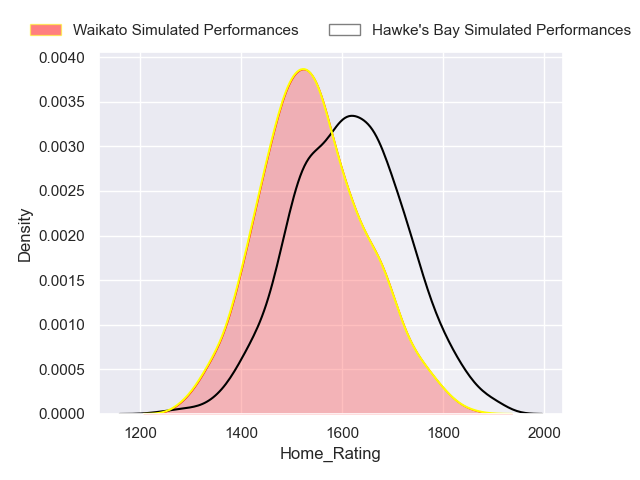 Waikato Simulated Performances
Hawke's Bay Simulated Performances
0.0040
0.0035
0.0030
0.0025
0.0020
0.0015
0.0010
0.0005
0.0000
Density
1200 1400 1600 1800 2000
Home_Rating